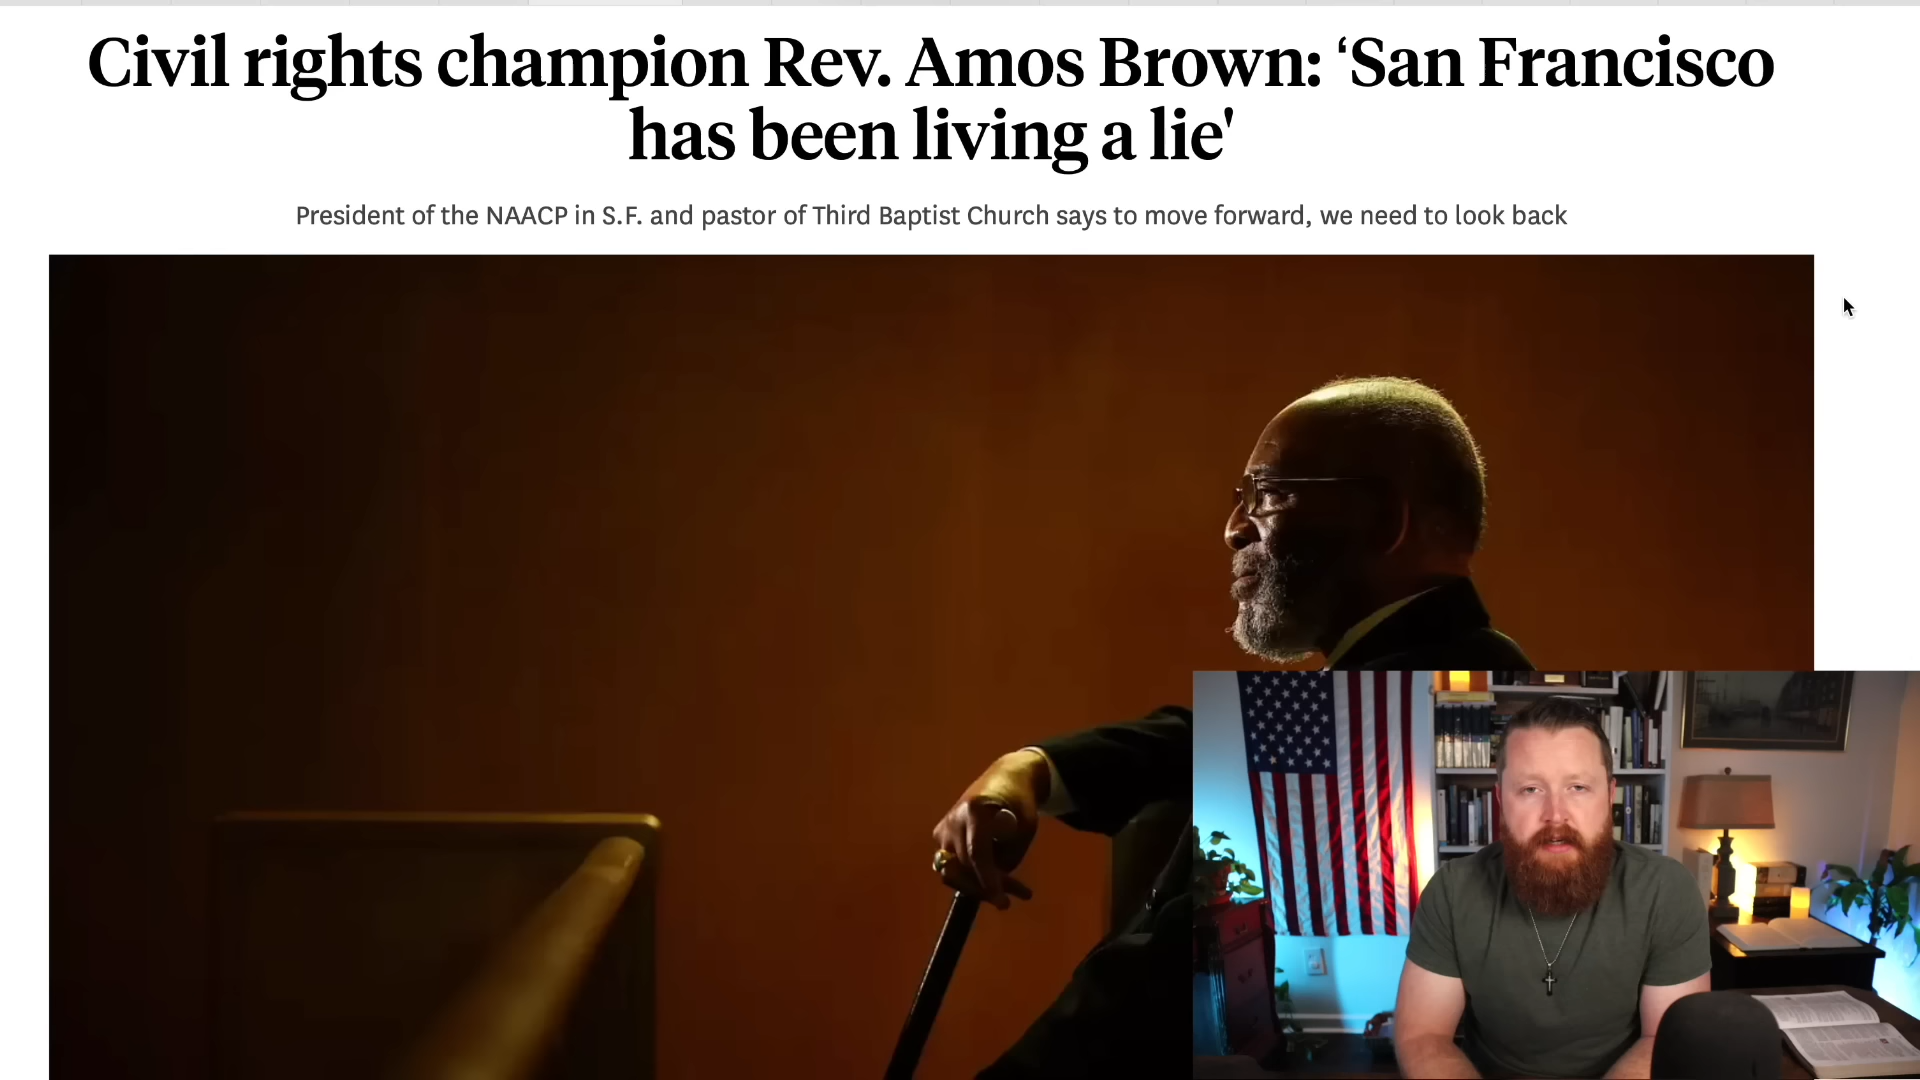 Civil rights champion Rev. Amos Brown: ‘San Francisco
has been living a lie'
President of the NAACP in S.F. and pastor of Third Baptist Church says to move forward, we need to look back